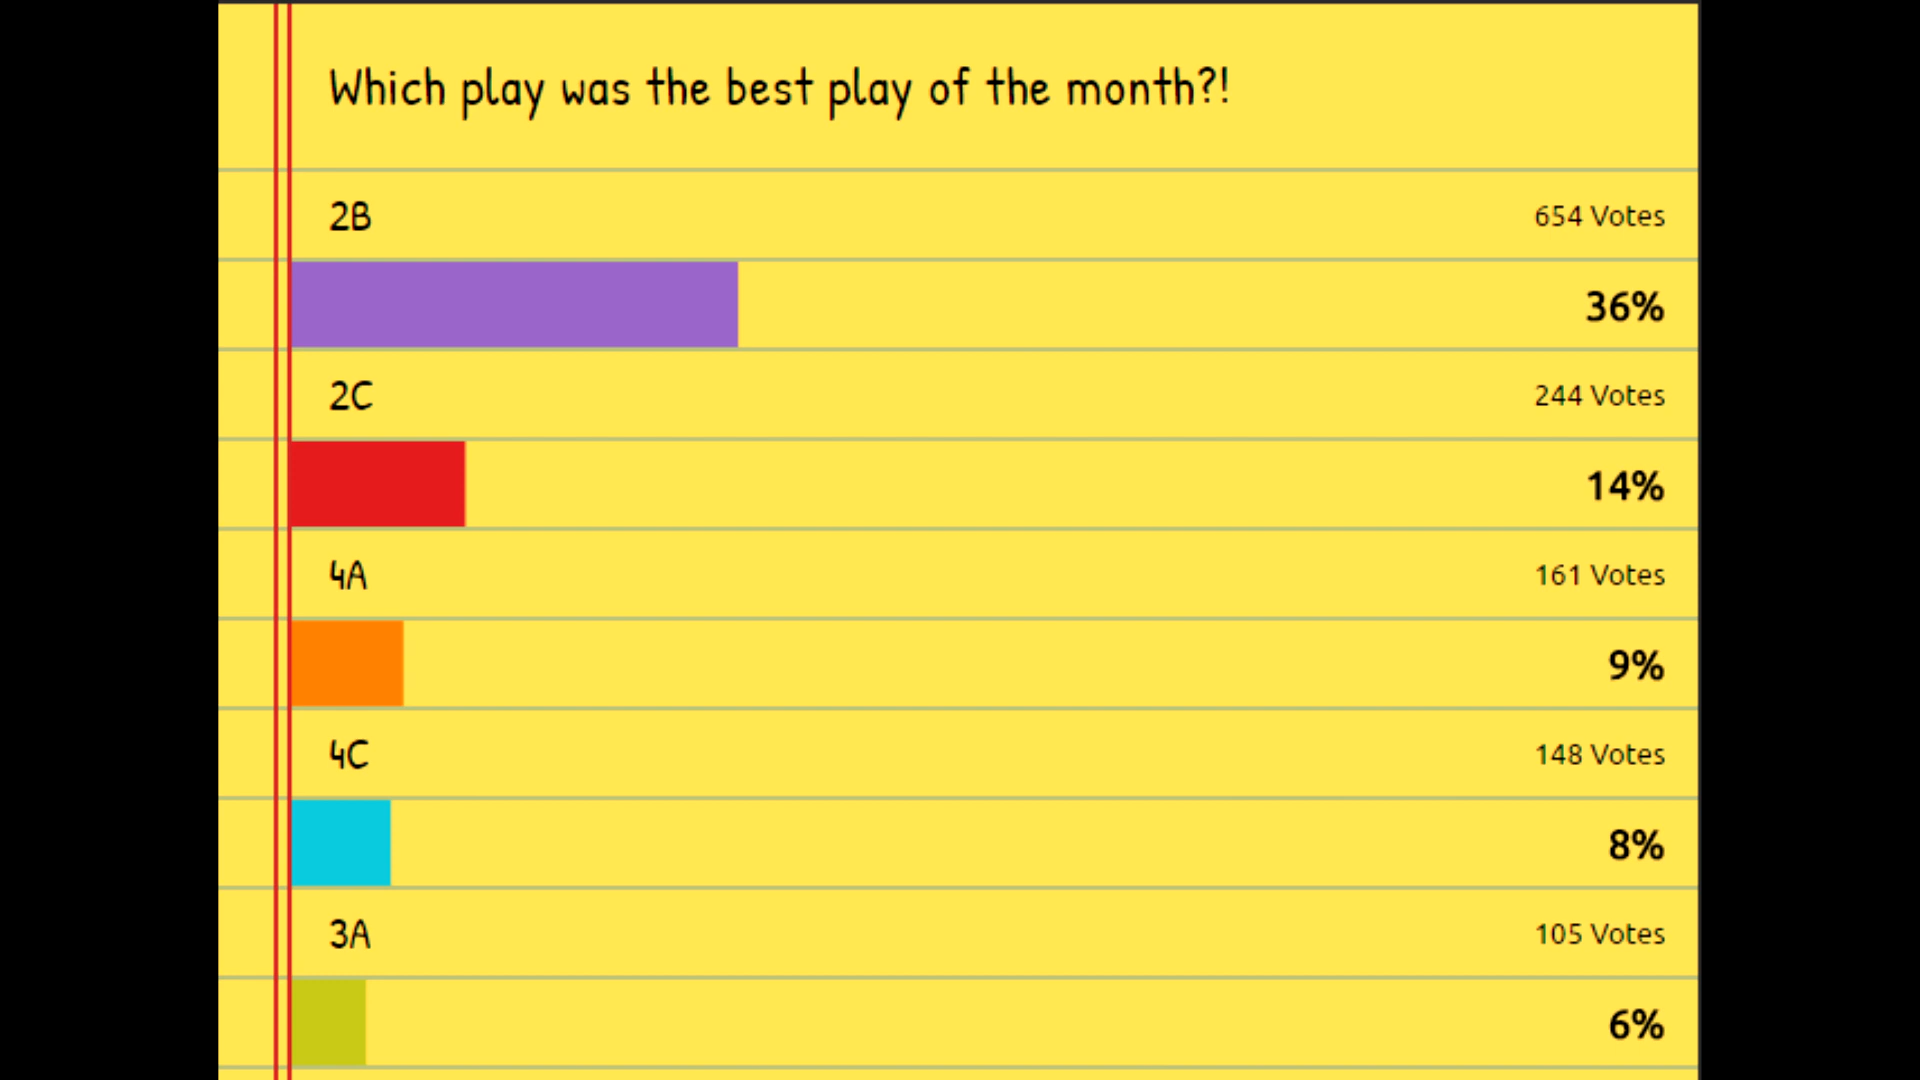 Which play was the best play of the month?!
2B 654 Votes
36%
2C 244 Votes
14%
4A 161 Votes
9%
4C 148 Votes
8%
3A 105 Votes
6%